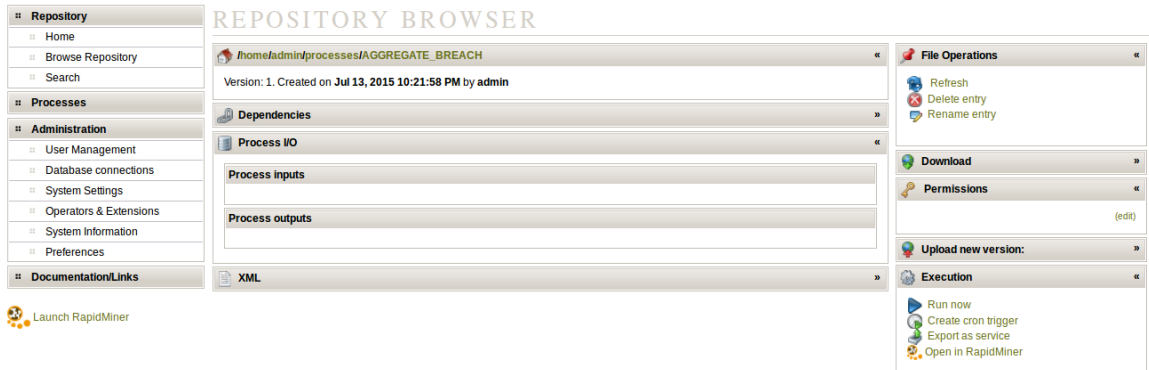 Repository
Home
Browse Repository
Search
Processes
Administration
User Management
Database connections
System Settings
Operators & Extensions
System Information
Preferences
Documentation/Links
Launch RapidMiner
REPOSITORY BROWSER
/home/admin/processes/AGGREGATE_BREACH «
Version: 1. Created on Jul 13, 2015 10:21:58 PM by admin
Dependencies »
Process I/O «
Process inputs
Process outputs
XML »
File Operations «
Refresh
Delete entry
Rename entry
Download »
Permissions «
(edit)
Upload new version: »
Execution «
Run now
Create cron trigger
Export as service
Open in RapidMiner